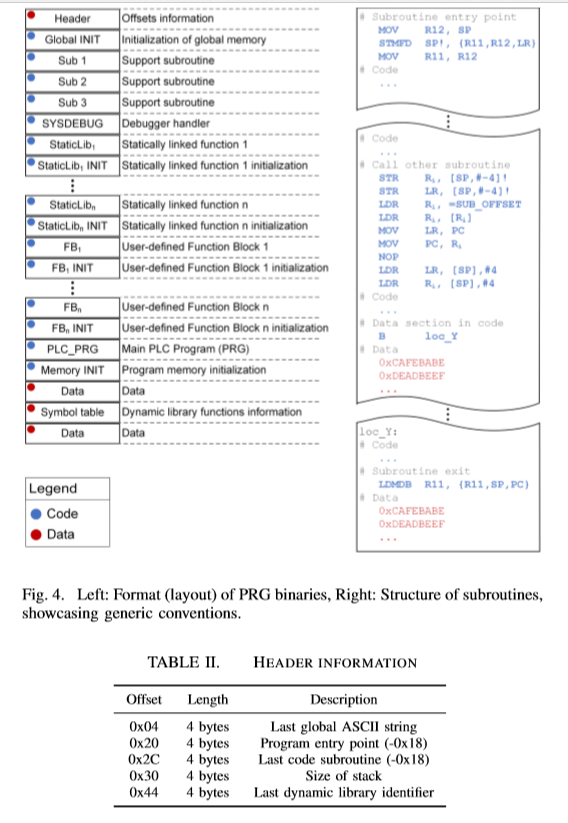 Header Offsets information
Global INIT Initialization of global memory
Sub 1 Support subroutine
Sub 2 Support subroutine
Sub 3 Support subroutine
SYSDEBUG Debugger handler
StaticLib₁ Statically linked function 1
StaticLib₁ INIT Statically linked function 1 initialization
StaticLibₙ Statically linked function n
StaticLibₙ INIT Statically linked function n initialization
FB₁ User-defined Function Block 1
FB₁ INIT User-defined Function Block 1 initialization
FBₙ User-defined Function Block n
FBₙ INIT User-defined Function Block n initialization
PLC_PRG Main PLC Program (PRG)
Memory INIT Program memory initialization
Data Data
Symbol table Dynamic library functions information
Data Data
Legend
Code
Data
# Subroutine entry point
MOV R12, SP
STMFD SP!, {R11,R12,LR}
MOV R11, R12
# Code
...
# Code
...
# Call other subroutine
STR Rᵢ, [SP,#-4]!
STR LR, [SP,#-4]!
LDR Rᵢ, =SUB_OFFSET
LDR Rᵢ, [Rᵢ]
MOV LR, PC
MOV PC, Rᵢ
NOP
LDR LR, [SP],#4
LDR Rᵢ, [SP],#4
# Code
...
# Data section in code
B loc_Y
# Data
0xCAFEBABE
0xDEADBEEF
...
loc_Y:
# Code
...
# Subroutine exit
LDMDB R11, {R11,SP,PC}
# Data
0xCAFEBABE
0xDEADBEEF
...
Fig. 4. Left: Format (layout) of PRG binaries, Right: Structure of subroutines,
showcasing generic conventions.
TABLE II. HEADER INFORMATION
Offset Length Description
0x04 4 bytes Last global ASCII string
0x20 4 bytes Program entry point (-0x18)
0x2C 4 bytes Last code subroutine (-0x18)
0x30 4 bytes Size of stack
0x44 4 bytes Last dynamic library identifier